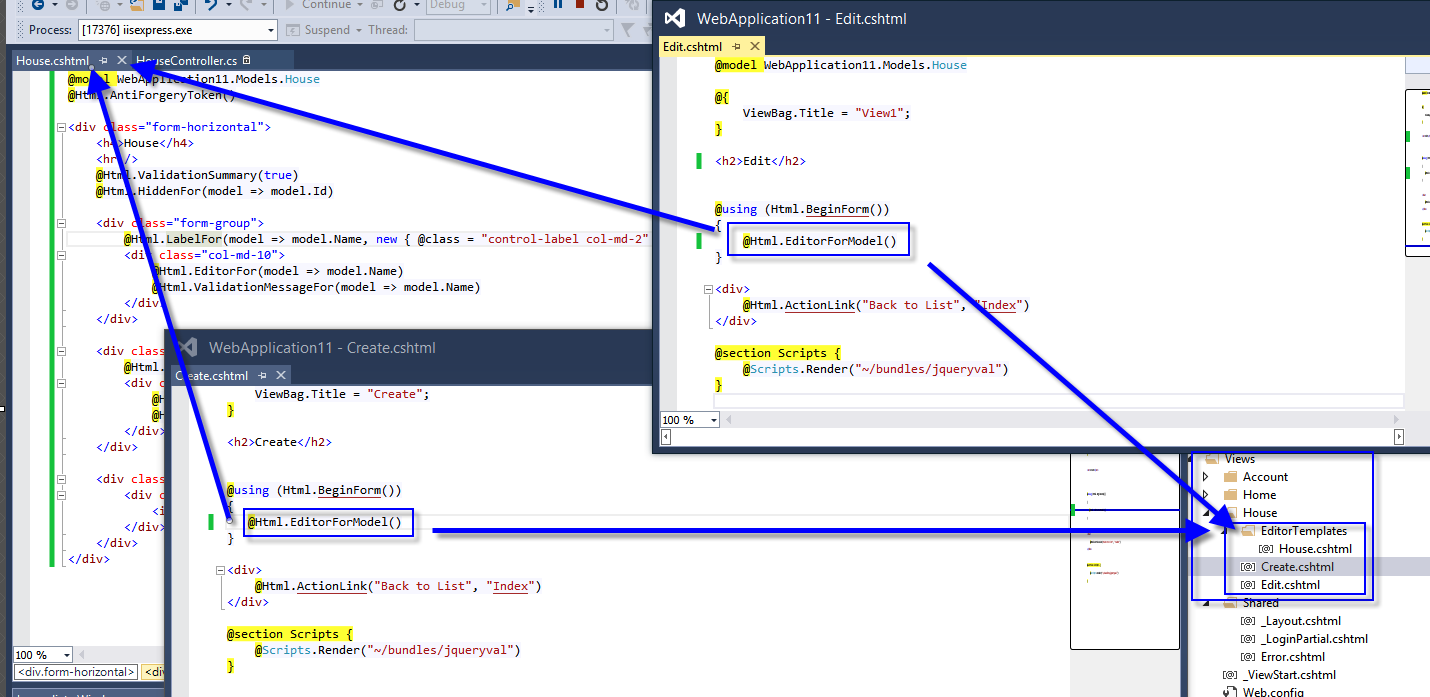 Continue
Debug
Process: [17376] iisexpress.exe
Suspend
Thread:
House.cshtml
HouseController.cs
@model WebApplication11.Models.House
@Html.AntiForgeryToken()
<div class="form-horizontal">
<h4>House</h4>
<hr />
@Html.ValidationSummary(true)
@Html.HiddenFor(model => model.Id)
<div class="form-group">
@Html.LabelFor(model => model.Name, new { @class = "control-label col-md-2"
<div class="col-md-10">
@Html.EditorFor(model => model.Name)
@Html.ValidationMessageFor(model => model.Name)
</div>
</div>
<div clas
@Html.
<div c
@H
@H
</div>
</div>
<div clas
<div c
<i
</div>
</div>
</div>
100 %
<div.form-horizontal>
<div
WebApplication11 - Create.cshtml
Create.cshtml
ViewBag.Title = "Create";
}
<h2>Create</h2>
@using (Html.BeginForm())
{
@Html.EditorForModel()
}
<div>
@Html.ActionLink("Back to List", "Index")
</div>
@section Scripts {
@Scripts.Render("~/bundles/jqueryval")
}
WebApplication11 - Edit.cshtml
Edit.cshtml
@model WebApplication11.Models.House
@{
ViewBag.Title = "View1";
}
<h2>Edit</h2>
@using (Html.BeginForm())
{
@Html.EditorForModel()
}
<div>
@Html.ActionLink("Back to List", "Index")
</div>
@section Scripts {
@Scripts.Render("~/bundles/jqueryval")
}
100 %
Views
Account
Home
House
EditorTemplates
[@] House.cshtml
[@] Create.cshtml
[@] Edit.cshtml
Shared
[@] _Layout.cshtml
[@] _LoginPartial.cshtml
[@] Error.cshtml
[@] _ViewStart.cshtml
Web.config